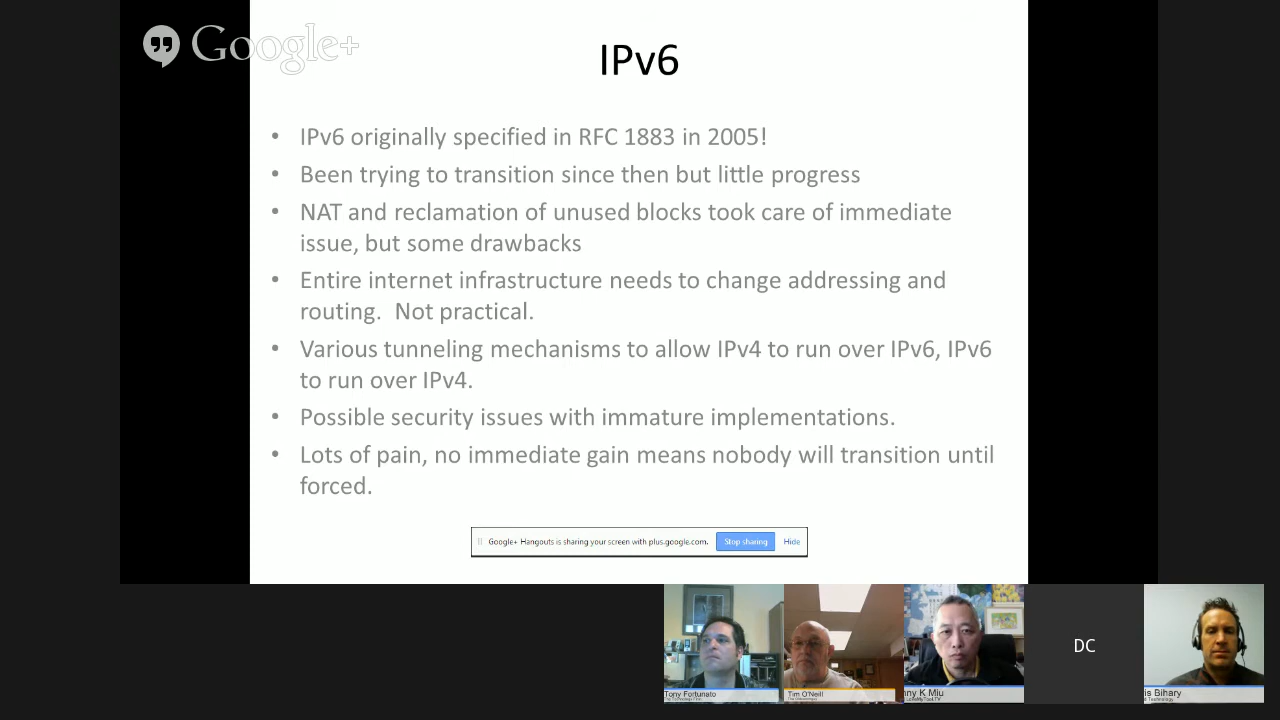 Google+
IPv6
• IPv6 originally specified in RFC 1883 in 2005!
• Been trying to transition since then but little progress
• NAT and reclamation of unused blocks took care of immediate
issue, but some drawbacks
• Entire internet infrastructure needs to change addressing and
routing.  Not practical.
• Various tunneling mechanisms to allow IPv4 to run over IPv6, IPv6
to run over IPv4.
• Possible security issues with immature implementations.
• Lots of pain, no immediate gain means nobody will transition until
forced.
Google+ Hangouts is sharing your screen with plus.google.com. Stop sharing Hide
DC
Tony Fortunato
Tim O'Neill
nny K Miu
is Bihary